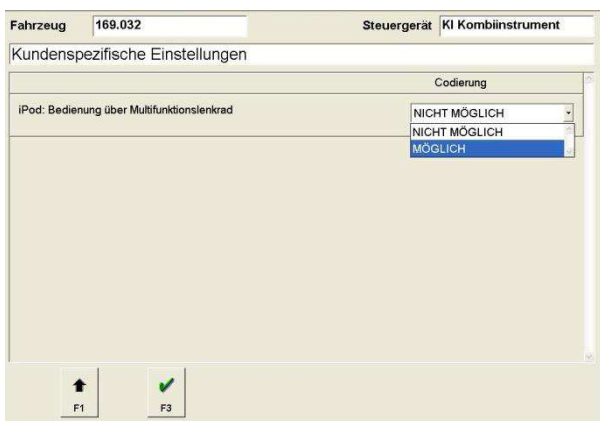 Fahrzeug 169.032 Steuergerät KI Kombiinstrument
Kundenspezifische Einstellungen
Codierung
iPod: Bedienung über Multifunktionslenkrad NICHT MÖGLICH
NICHT MÖGLICH
MÖGLICH
F1 F3